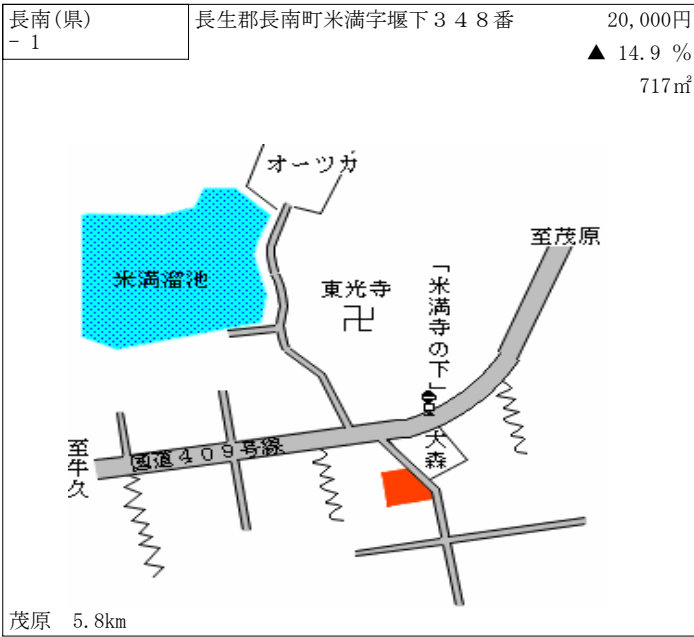 長南(県)
- 1
長生郡長南町米満字堰下３４８番
20,000円
▲ 14.9 %
717㎡
オーツカ
至茂原
米満溜池
東光寺
卍
「米満寺の下」
大森
国道４０９号線
至牛久
茂原 5.8km